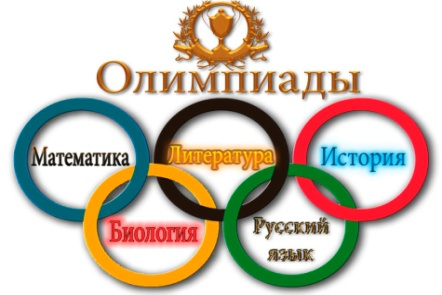 Олимпиады
Математика
Литература
История
Биология
Русский
язык